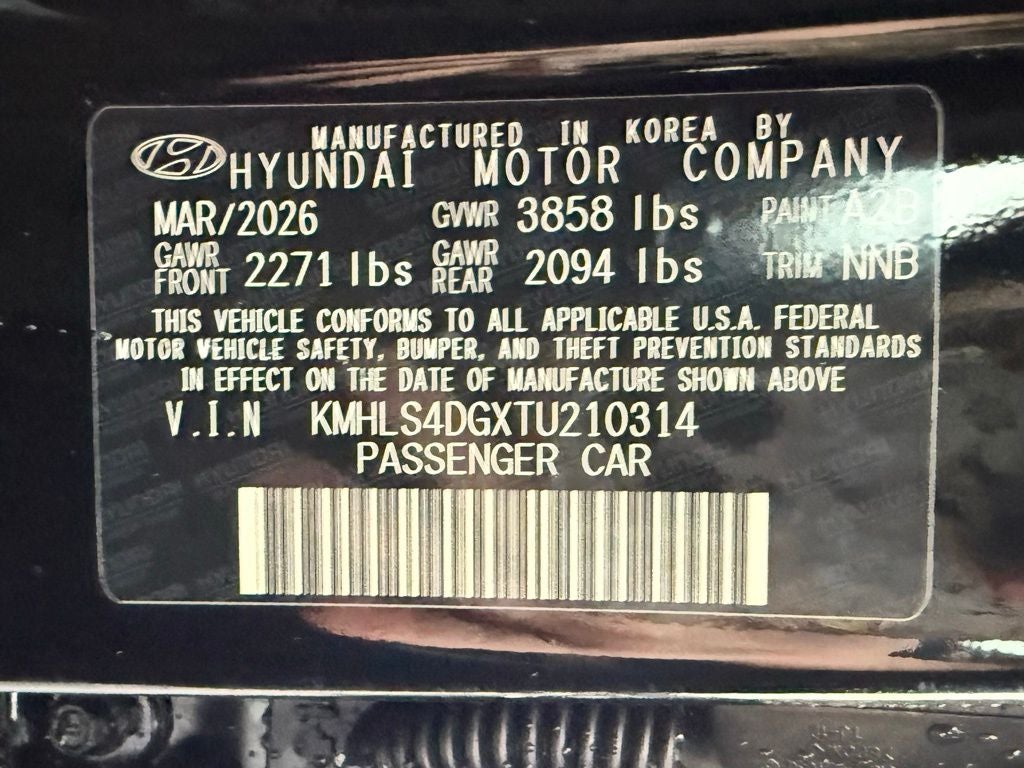 MANUFACTURED IN KOREA BY
HYUNDAI MOTOR COMPANY
MAR/2026 GVWR 3858 lbs PAINT A2B
GAWR FRONT 2271 lbs GAWR REAR 2094 lbs TRIM NNB
THIS VEHICLE CONFORMS TO ALL APPLICABLE U.S.A. FEDERAL
MOTOR VEHICLE SAFETY, BUMPER, AND THEFT PREVENTION STANDARDS
IN EFFECT ON THE DATE OF MANUFACTURE SHOWN ABOVE
V.I.N KMHLS4DGXTU210314
PASSENGER CAR